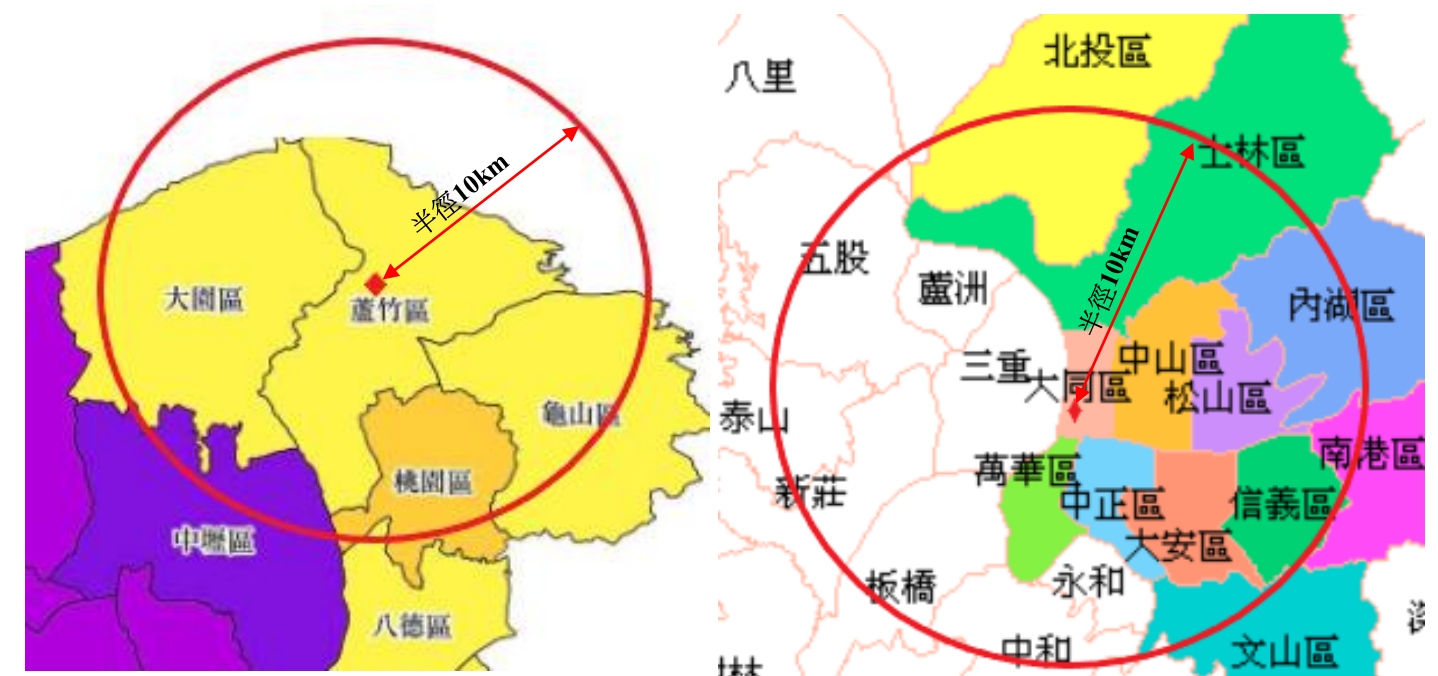 半徑10km
大園區
蘆竹區
龜山區
桃園區
中壢區
八德區
北投區
八里
士林區
半徑10km
五股
蘆洲
內湖區
中山區
三重
大同區
松山區
泰山
南港區
萬華區
新莊
中正區
信義區
大安區
板橋
永和
中和
文山區